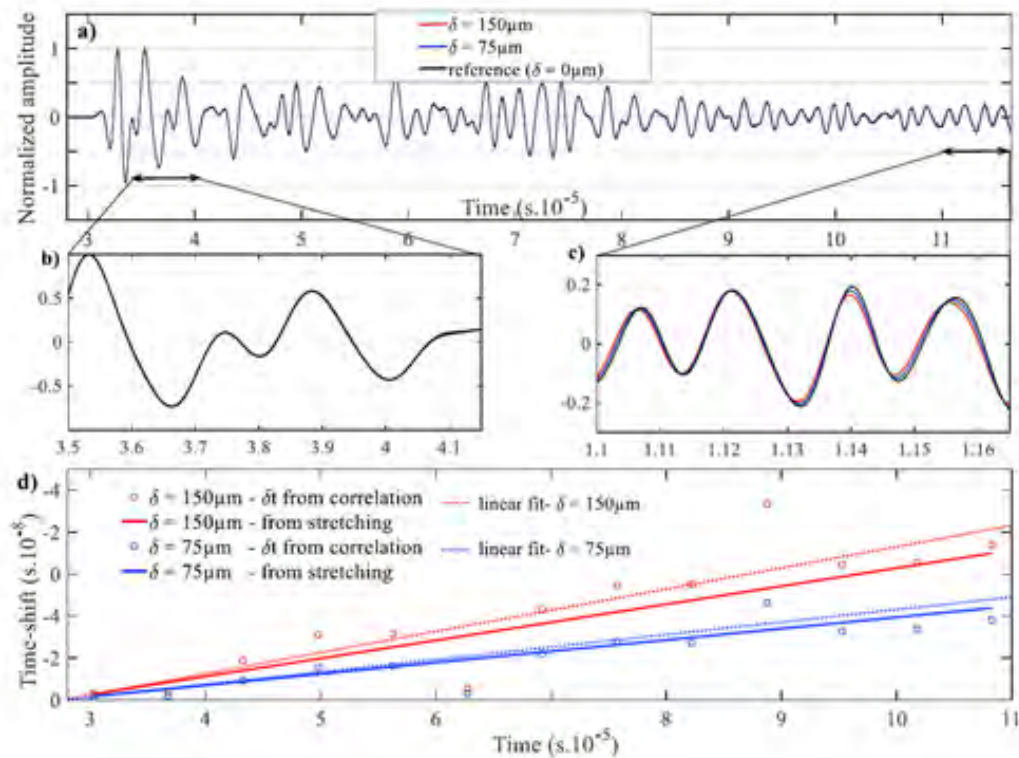 a)
δ = 150µm
δ = 75µm
reference (δ = 0µm)
Normalized amplitude
1
0
-1
Time (s.10⁻⁵)
3 4 5 6 7 8 9 10 11
b)
0.5
0
-0.5
3.5 3.6 3.7 3.8 3.9 4 4.1
c)
0.2
0
-0.2
1.1 1.11 1.12 1.13 1.14 1.15 1.16
d)
δ = 150µm - δt from correlation
δ = 150µm - from stretching
δ = 75µm - δt from correlation
δ = 75µm - from stretching
linear fit- δ = 150µm
linear fit- δ = 75µm
Time-shift (s.10⁻⁸)
-4
-2
0
-4
-2
0
3 4 5 6 7 8 9 10 11
Time (s.10⁻⁵)